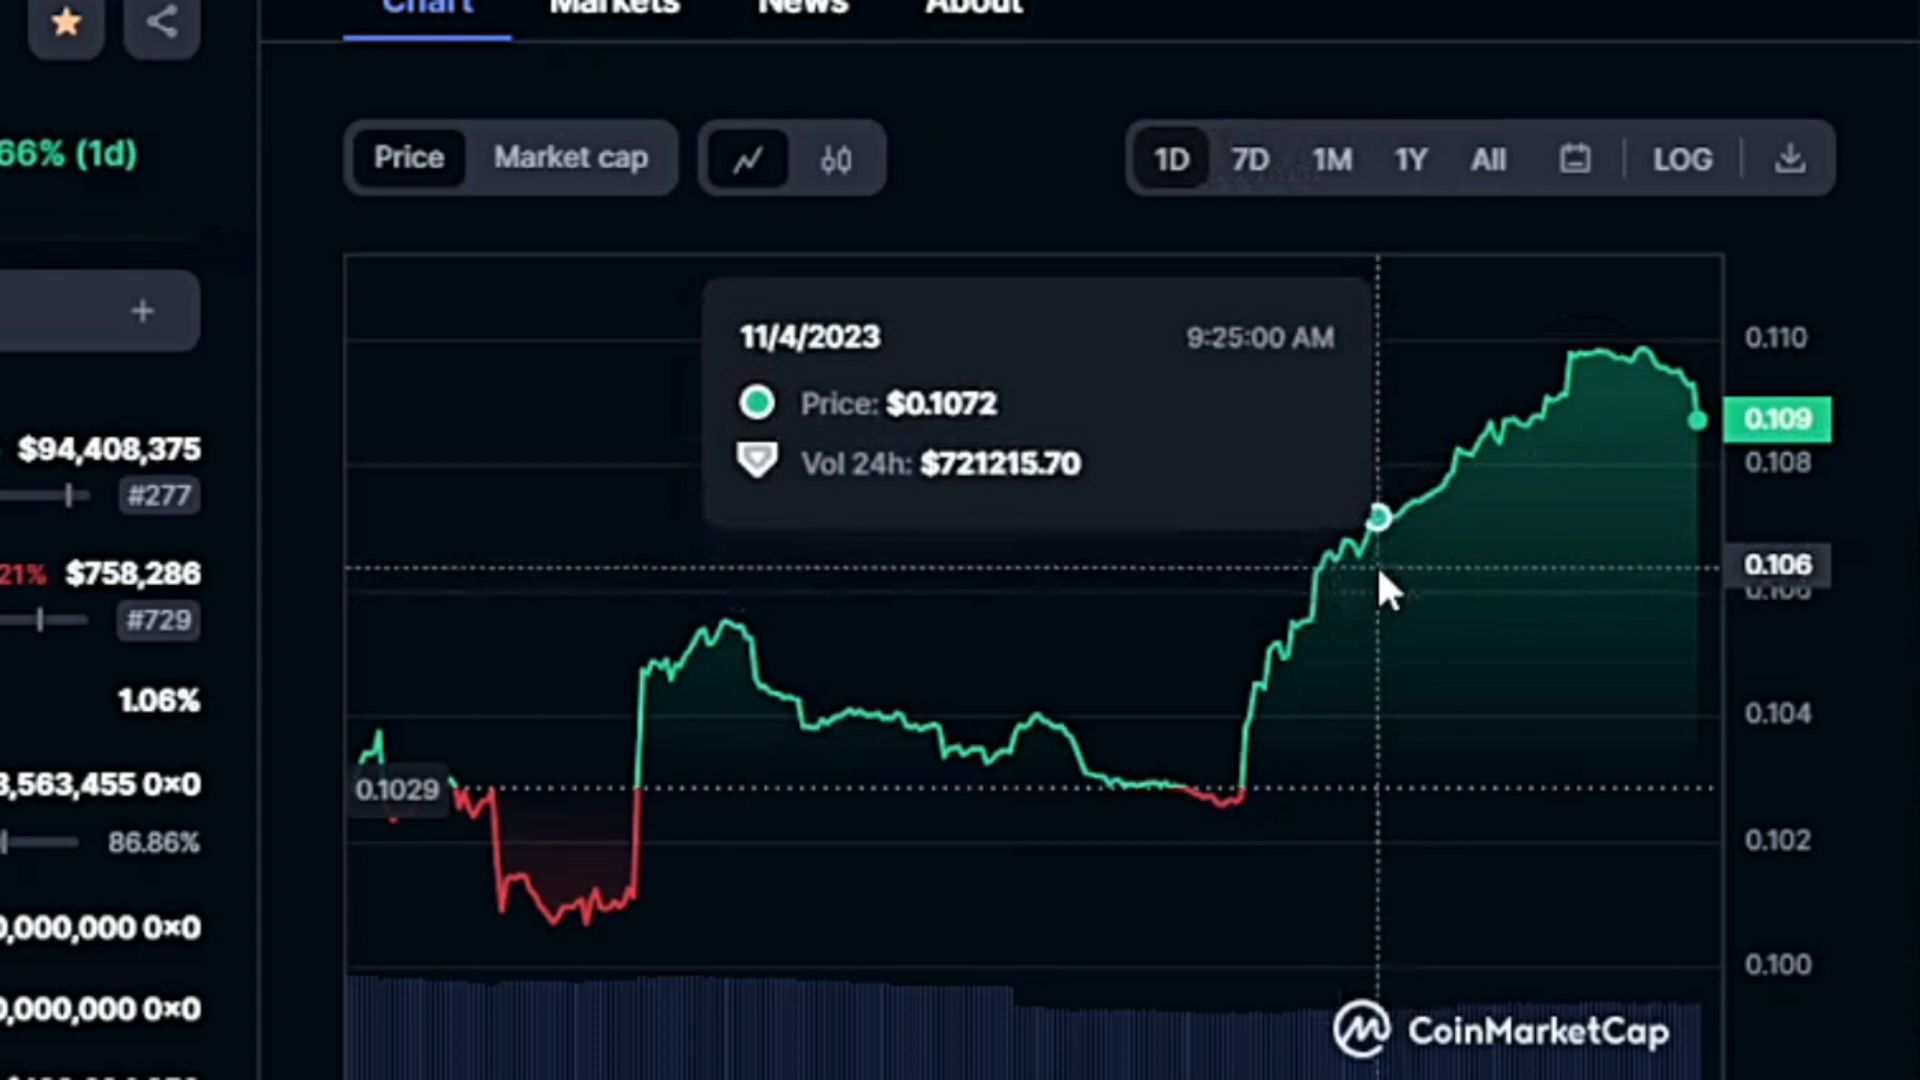 Chart Markets News About
66% (1d)
Price Market cap
1D 7D 1M 1Y All LOG
$94,408,375
#277
21% $758,286
#729
1.06%
3,563,455 0x0
86.86%
0,000,000 0x0
0,000,000 0x0
11/4/2023 9:25:00 AM
Price: $0.1072
Vol 24h: $721215.70
0.1029
0.110
0.109
0.108
0.106
0.106
0.104
0.102
0.100
CoinMarketCap